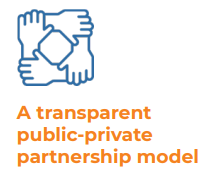 A transparent
public-private
partnership model